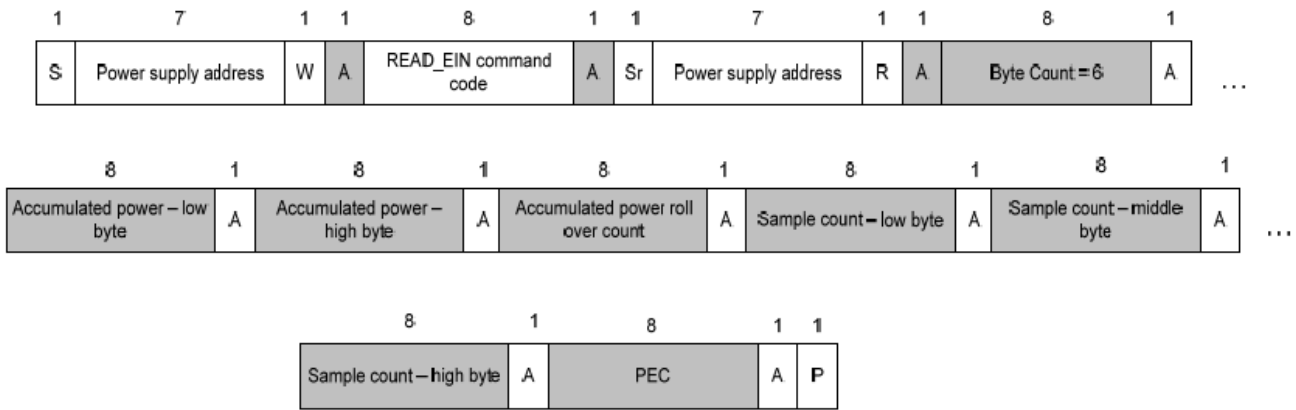 1 7 1 1 8 1 1 7 1 1 8 1
S Power supply address W A READ_EIN command code A Sr Power supply address R A Byte Count = 6 A ...
8 1 8 1 8 1 8 1 8 1
Accumulated power – low byte A Accumulated power – high byte A Accumulated power roll over count A Sample count – low byte A Sample count – middle byte A ...
8 1 8 1 1
Sample count – high byte A PEC A P